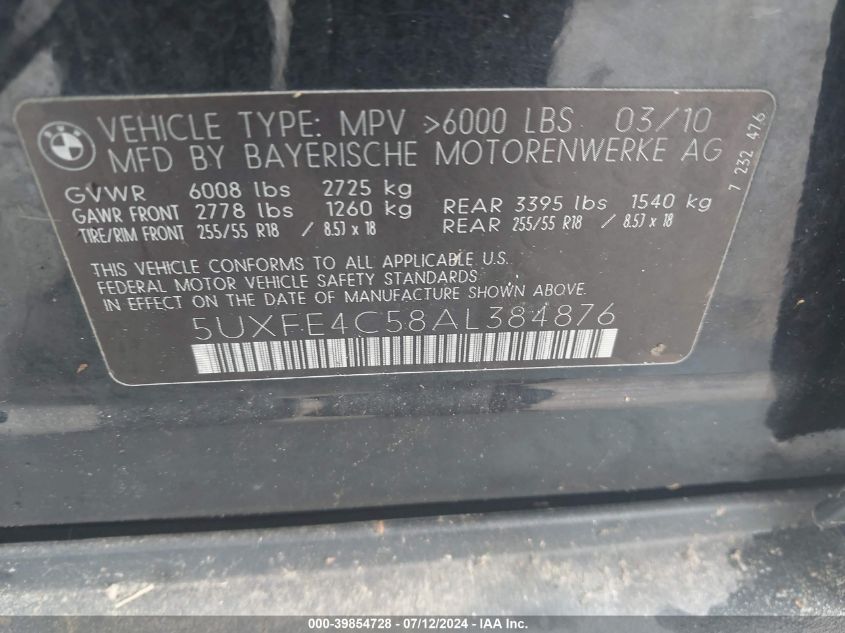 BMW
VEHICLE TYPE: MPV >6000 LBS 03/10
MFD BY BAYERISCHE MOTORENWERKE AG
GVWR 6008 lbs 2725 kg
GAWR FRONT 2778 lbs 1260 kg REAR 3395 lbs 1540 kg
TIRE/RIM FRONT 255/55 R18 / 8.5J x 18 REAR 255/55 R18 / 8.5J x 18
THIS VEHICLE CONFORMS TO ALL APPLICABLE U.S.
FEDERAL MOTOR VEHICLE SAFETY STANDARDS
IN EFFECT ON THE DATE OF MANUFACTURE SHOWN ABOVE.
5UXFE4C58AL384876
7 232 476
000-39854728 - 07/12/2024 - IAA Inc.